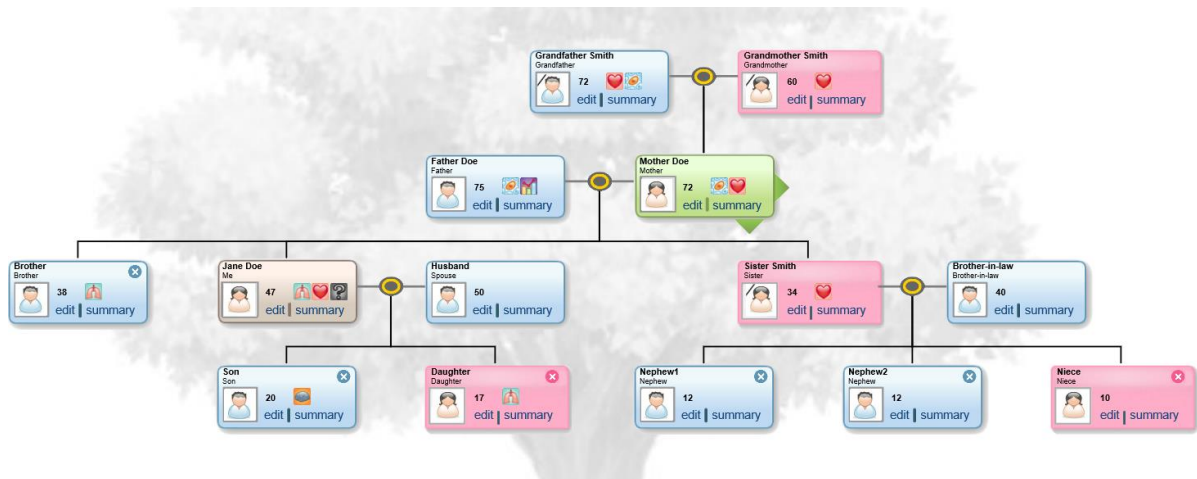 Grandfather Smith
Grandfather
72
edit | summary
Grandmother Smith
Grandmother
60
edit | summary
Father Doe
Father
75
edit | summary
Mother Doe
Mother
72
edit | summary
Brother
Brother
38
edit | summary
Jane Doe
Me
47
?
edit | summary
Husband
Spouse
50
edit | summary
Sister Smith
Sister
34
edit | summary
Brother-in-law
Brother-in-law
40
edit | summary
Son
Son
20
edit | summary
Daughter
Daughter
17
edit | summary
Nephew1
Nephew
12
edit | summary
Nephew2
Nephew
12
edit | summary
Niece
Niece
10
edit | summary